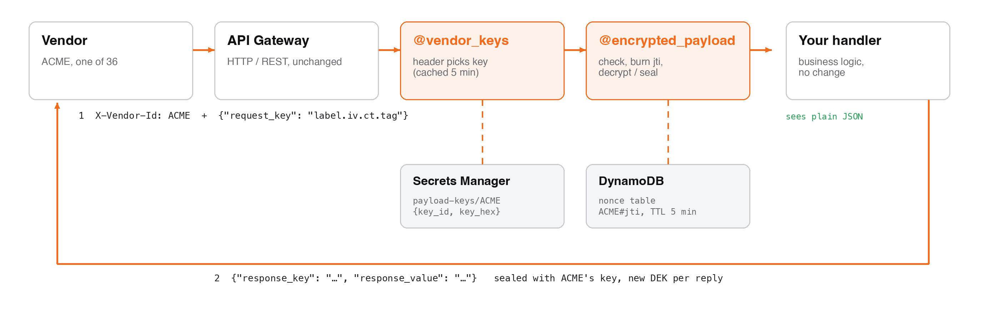 Vendor
ACME, one of 36
API Gateway
HTTP / REST, unchanged
@vendor_keys
header picks key
(cached 5 min)
@encrypted_payload
check, burn jti,
decrypt / seal
Your handler
business logic,
no change
1  X-Vendor-Id: ACME  +  {"request_key": "label.iv.ct.tag"}
sees plain JSON
Secrets Manager
payload-keys/ACME
{key_id, key_hex}
DynamoDB
nonce table
ACME#jti, TTL 5 min
2  {"response_key": "…", "response_value": "…"}   sealed with ACME's key, new DEK per reply